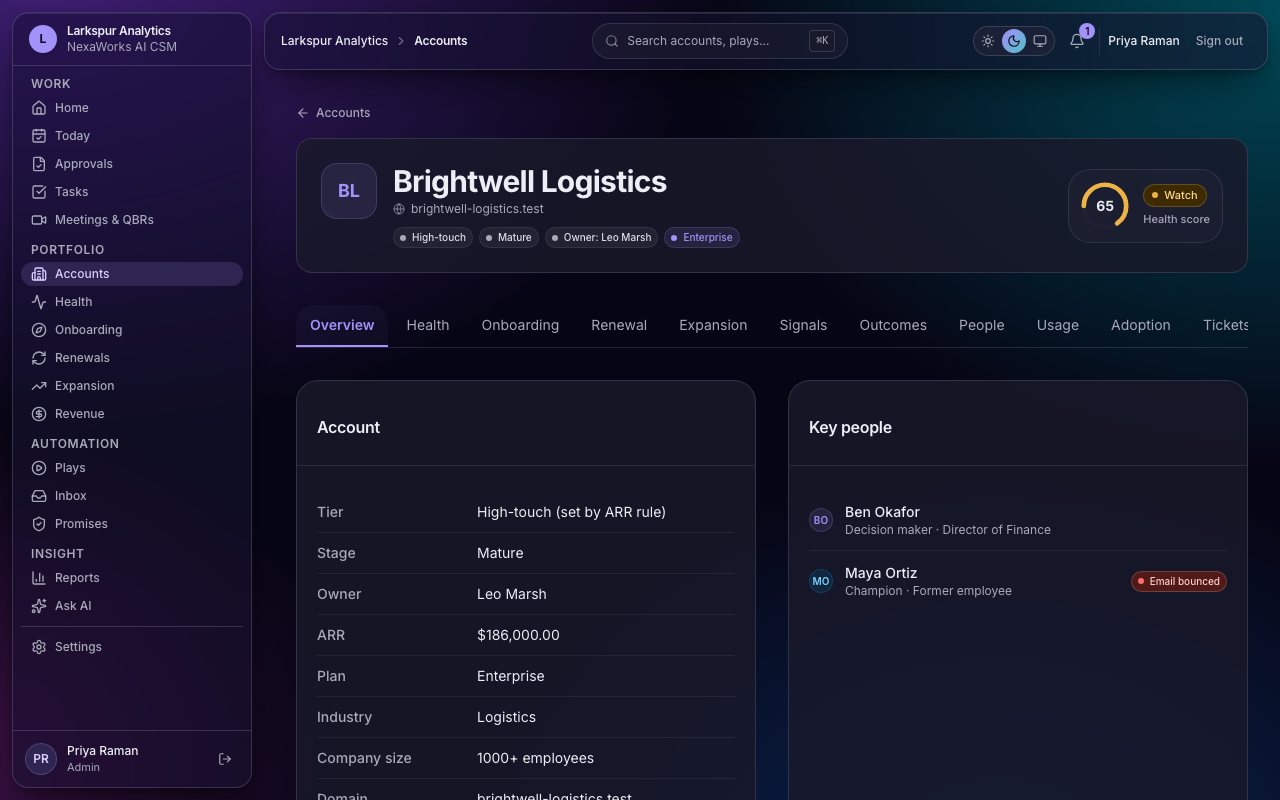 L
Larkspur Analytics
NexaWorks AI CSM
WORK
Home
Today
Approvals
Tasks
Meetings & QBRs
PORTFOLIO
Accounts
Health
Onboarding
Renewals
Expansion
Revenue
AUTOMATION
Plays
Inbox
Promises
INSIGHT
Reports
Ask AI
Settings
PR
Priya Raman
Admin
Larkspur Analytics > Accounts
Search accounts, plays... ⌘K
1
Priya Raman
Sign out
Accounts
BL
Brightwell Logistics
brightwell-logistics.test
High-touch
Mature
Owner: Leo Marsh
Enterprise
65
Watch
Health score
Overview Health Onboarding Renewal Expansion Signals Outcomes People Usage Adoption Tickets
Account
Tier High-touch (set by ARR rule)
Stage Mature
Owner Leo Marsh
ARR $186,000.00
Plan Enterprise
Industry Logistics
Company size 1000+ employees
Domain brightwell-logistics.test
Key people
BO
Ben Okafor
Decision maker · Director of Finance
MO
Maya Ortiz
Champion · Former employee
Email bounced